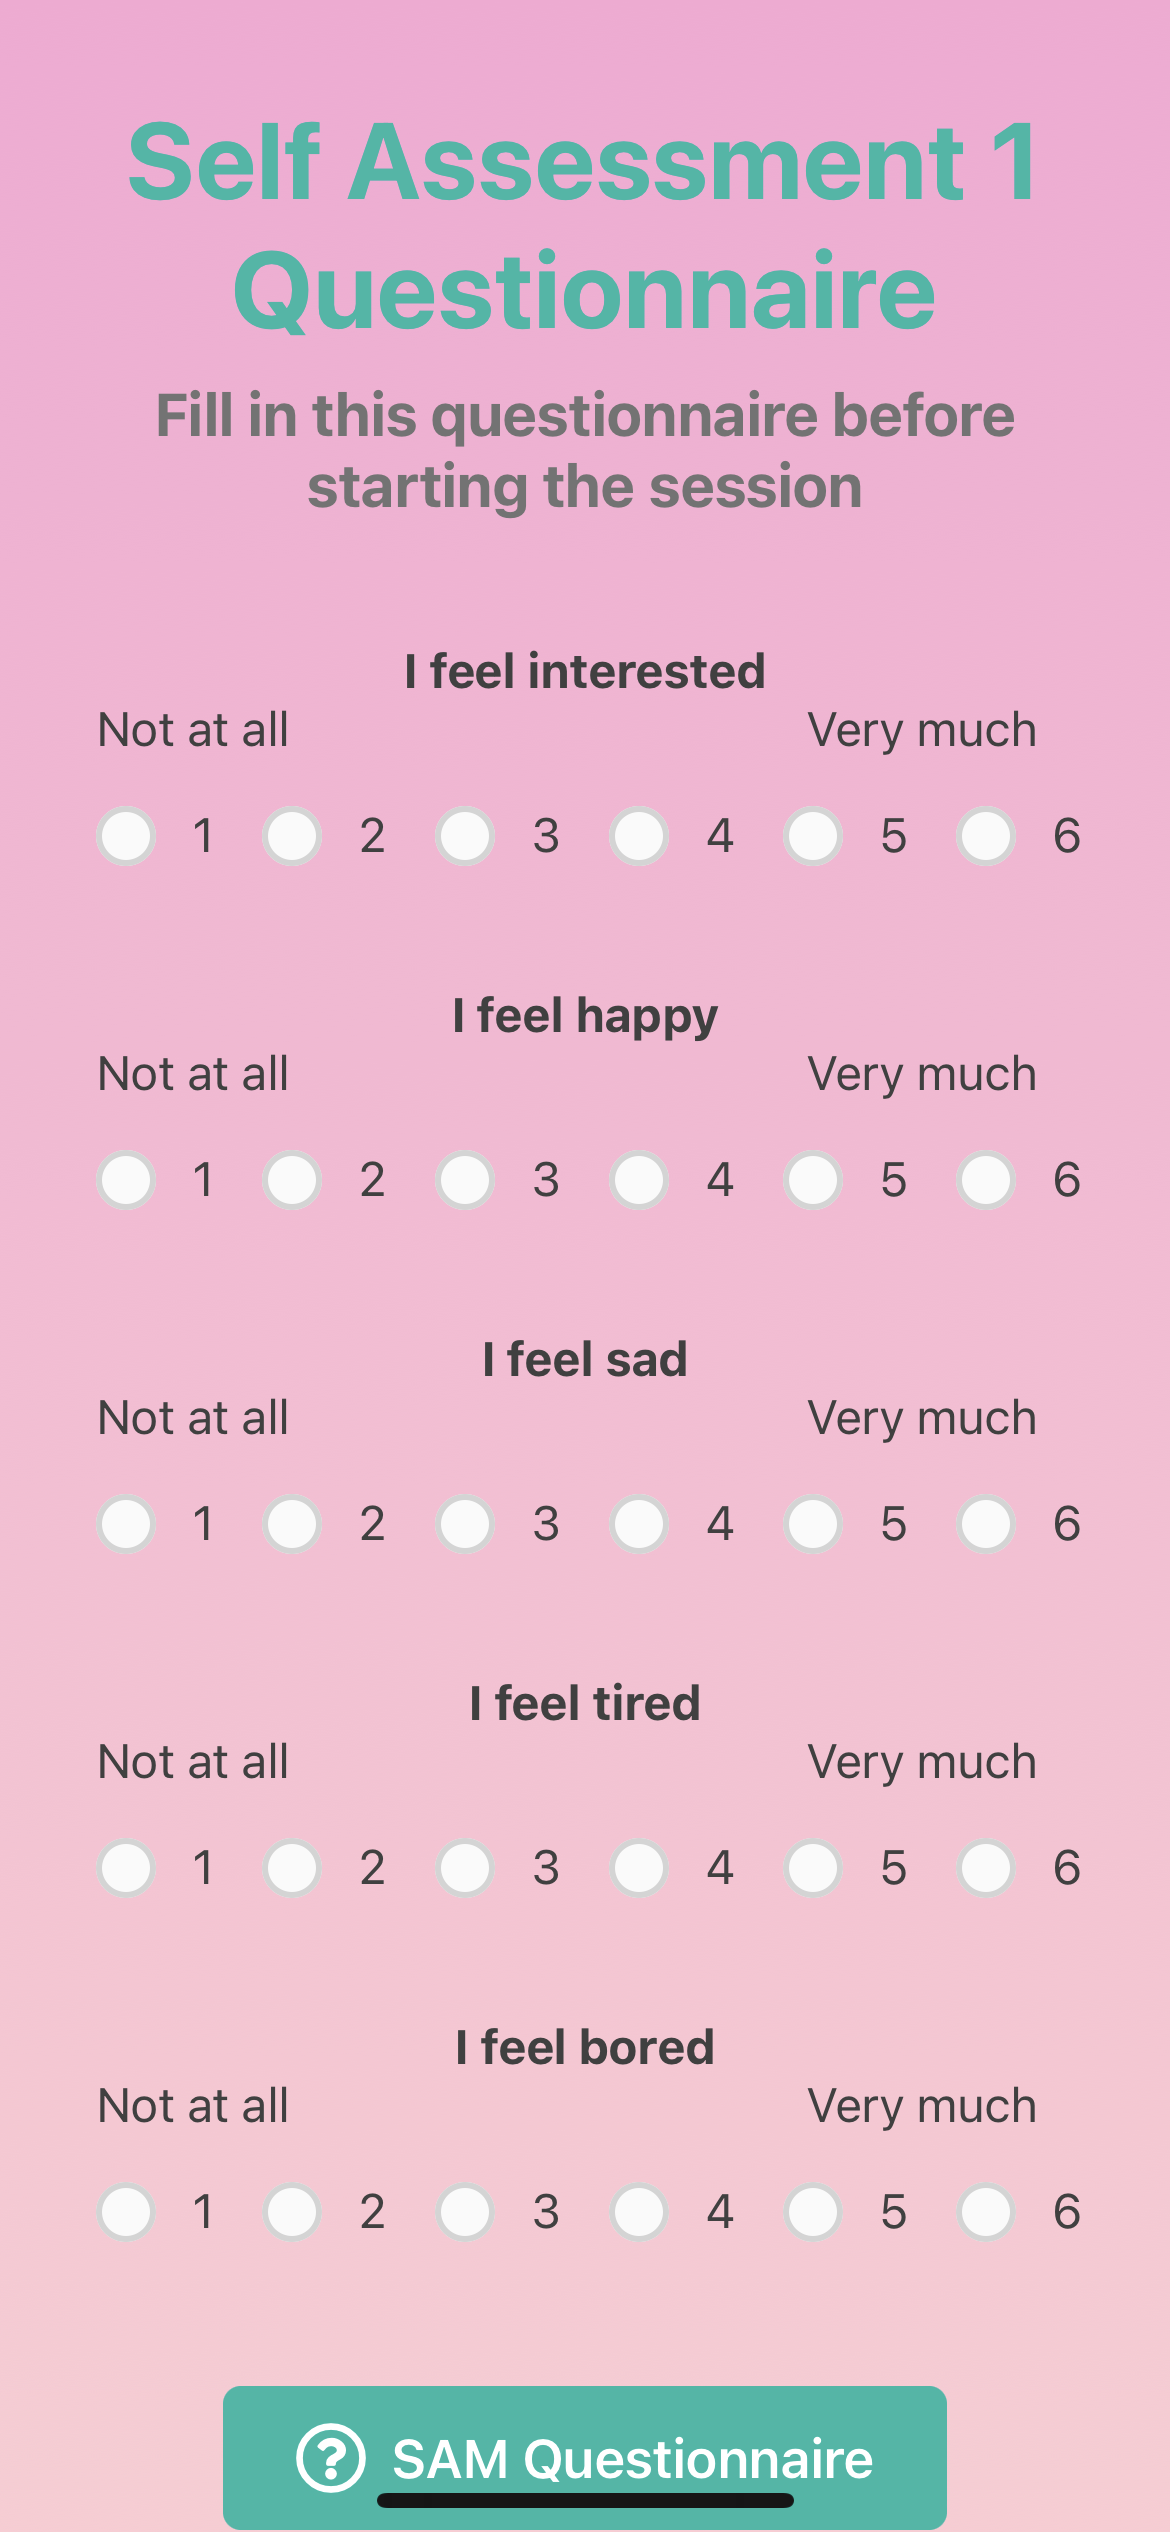 Self Assessment 1
Questionnaire
Fill in this questionnaire before
starting the session
I feel interested
Not at all Very much
1 2 3 4 5 6
I feel happy
Not at all Very much
1 2 3 4 5 6
I feel sad
Not at all Very much
1 2 3 4 5 6
I feel tired
Not at all Very much
1 2 3 4 5 6
I feel bored
Not at all Very much
1 2 3 4 5 6
? SAM Questionnaire